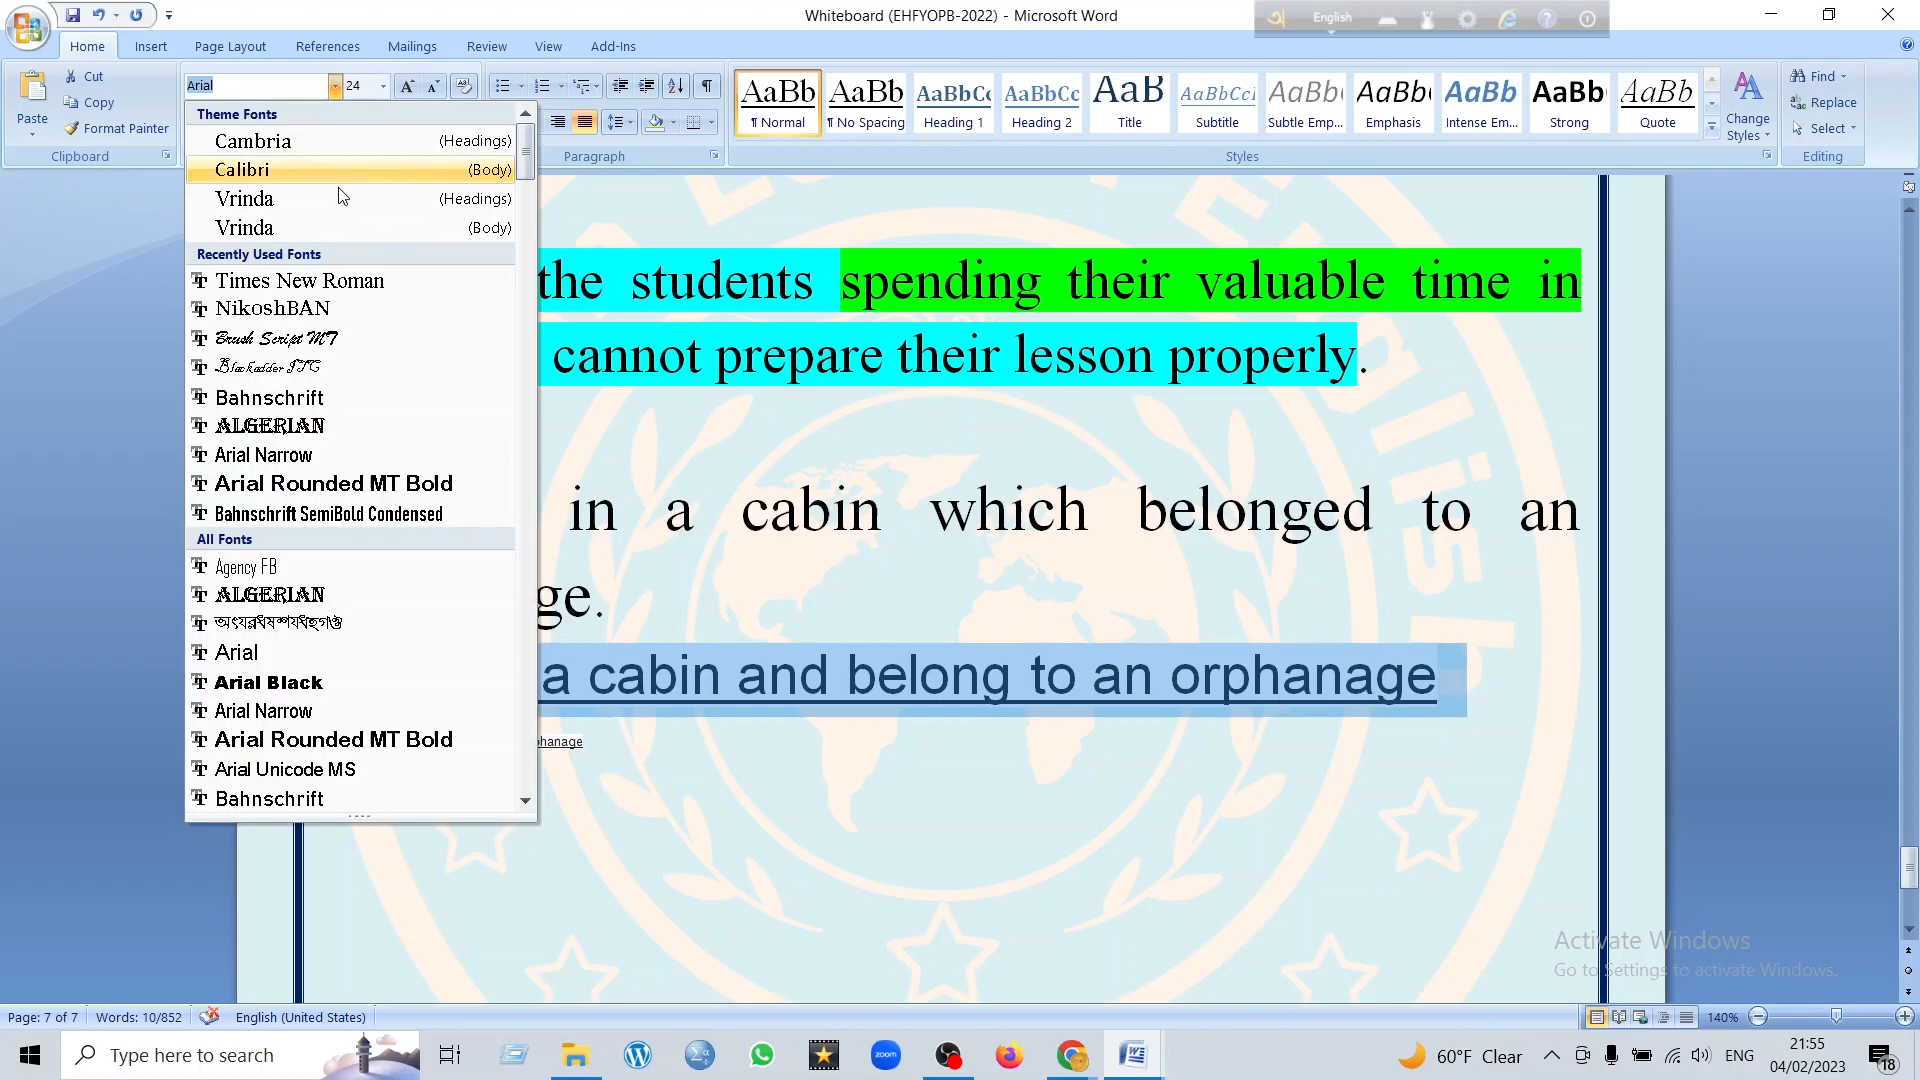 Whiteboard (EHFYOPB-2022) - Microsoft Word
English
Home Insert Page Layout References Mailings Review View Add-Ins
Paste
Cut
Copy
Format Painter
Clipboard
Arial 24
AaBb AaBb AaBbCc AaBbCc AaB AaBbCcI AaBb AaBb AaBb AaBb AaBb
¶ Normal ¶ No Spacing Heading 1 Heading 2 Title Subtitle Subtle Emp... Emphasis Intense Em... Strong Quote
Change
Styles
Find
Replace
Select
Paragraph Styles Editing
Theme Fonts
Cambria (Headings)
Calibri (Body)
Vrinda (Headings)
Vrinda (Body)
Recently Used Fonts
Times New Roman
NikoshBAN
Brush Script MT
Blackadder ITC
Bahnschrift
ALGERIAN
Arial Narrow
Arial Rounded MT Bold
Bahnschrift SemiBold Condensed
All Fonts
Agency FB
ALGERIAN
Arial
Arial Black
Arial Narrow
Arial Rounded MT Bold
Arial Unicode MS
Bahnschrift
the students spending their valuable time in
cannot prepare their lesson properly.
in a cabin which belonged to an
ge.
a cabin and belong to an orphanage
phanage
English
Activate Windows
Go to Settings to activate Windows.
Page: 7 of 7 Words: 10/852 English (United States) 140%
Type here to search
zoom
60°F Clear
ENG
21:55
04/02/2023
18